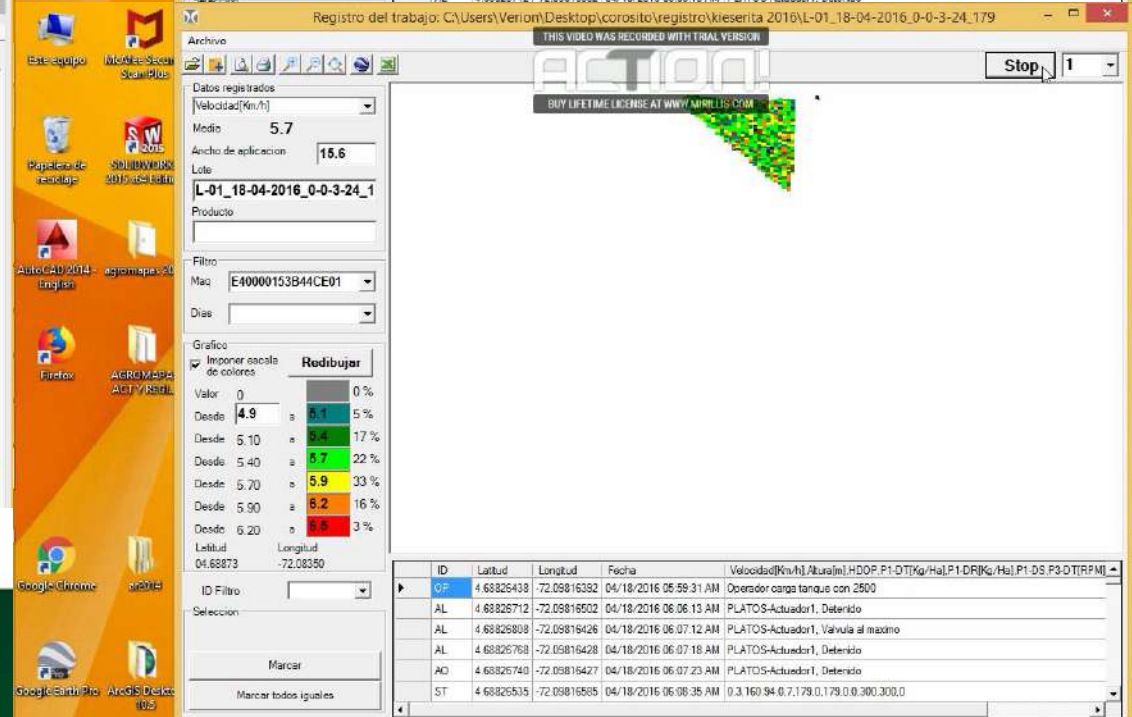 Registro del trabajo: C:\Users\Verion\Desktop\corosito\registro\kieserita 2016\L-01_18-04-2016_0-0-3-24_179
Archivo
THIS VIDEO WAS RECORDED WITH TRIAL VERSION
ACTION!
BUY LIFETIME LICENSE AT WWW.MIRILLIS.COM
Stop 1
Este equipo
McAfee Security Scan Plus
Datos registrados
Velocidad[Km/h]
Medio 5.7
Ancho de aplicacion 15.6
Lote
L-01_18-04-2016_0-0-3-24_1
Producto
Papelera de reciclaje
SW 2015
Filtro
Maq E40000153B44CE01
Dias
AutoCAD 2014 - English
agromapas 20
Grafico
Imponer escala de colores
Redibujar
Valor 0 0 %
Desde 4.9 a 5.1 5 %
Desde 5.10 a 5.4 17 %
Desde 5.40 a 5.7 22 %
Desde 5.70 a 5.9 33 %
Desde 5.90 a 6.2 16 %
Desde 6.20 a 6.5 3 %
Firefox
AGROMAPA ACT Y REGI.
Latitud Longitud
04.68873 -72.08350
ID Filtro
Seleccion
Marcar
Marcar todos iguales
Google Chrome
Google Earth Pro
ArcGIS Deskto 10.5
ID Latitud Longitud Fecha Velocidad[Km/h],Altura[m],HDOP,P1-DT[Kg/Ha],P1-DR[Kg/Ha],P1-DS,P3-DT[RPM]
OP 4.68826438 -72.09816392 04/18/2016 05:59:31 AM Operador carga tanque con 2500
AL 4.68826712 -72.09816502 04/18/2016 06:06:13 AM PLATOS-Actuador1, Detenido
AL 4.68826808 -72.09816426 04/18/2016 06:07:12 AM PLATOS-Actuador1, Valvula al maximo
AL 4.68826768 -72.09816428 04/18/2016 06:07:18 AM PLATOS-Actuador1, Detenido
AO 4.68826740 -72.09816427 04/18/2016 06:07:23 AM PLATOS-Actuador1, Detenido
ST 4.68826535 -72.09816585 04/18/2016 06:08:35 AM 0.3,160.94,0.7,179.0,179.0,0.300,300,0